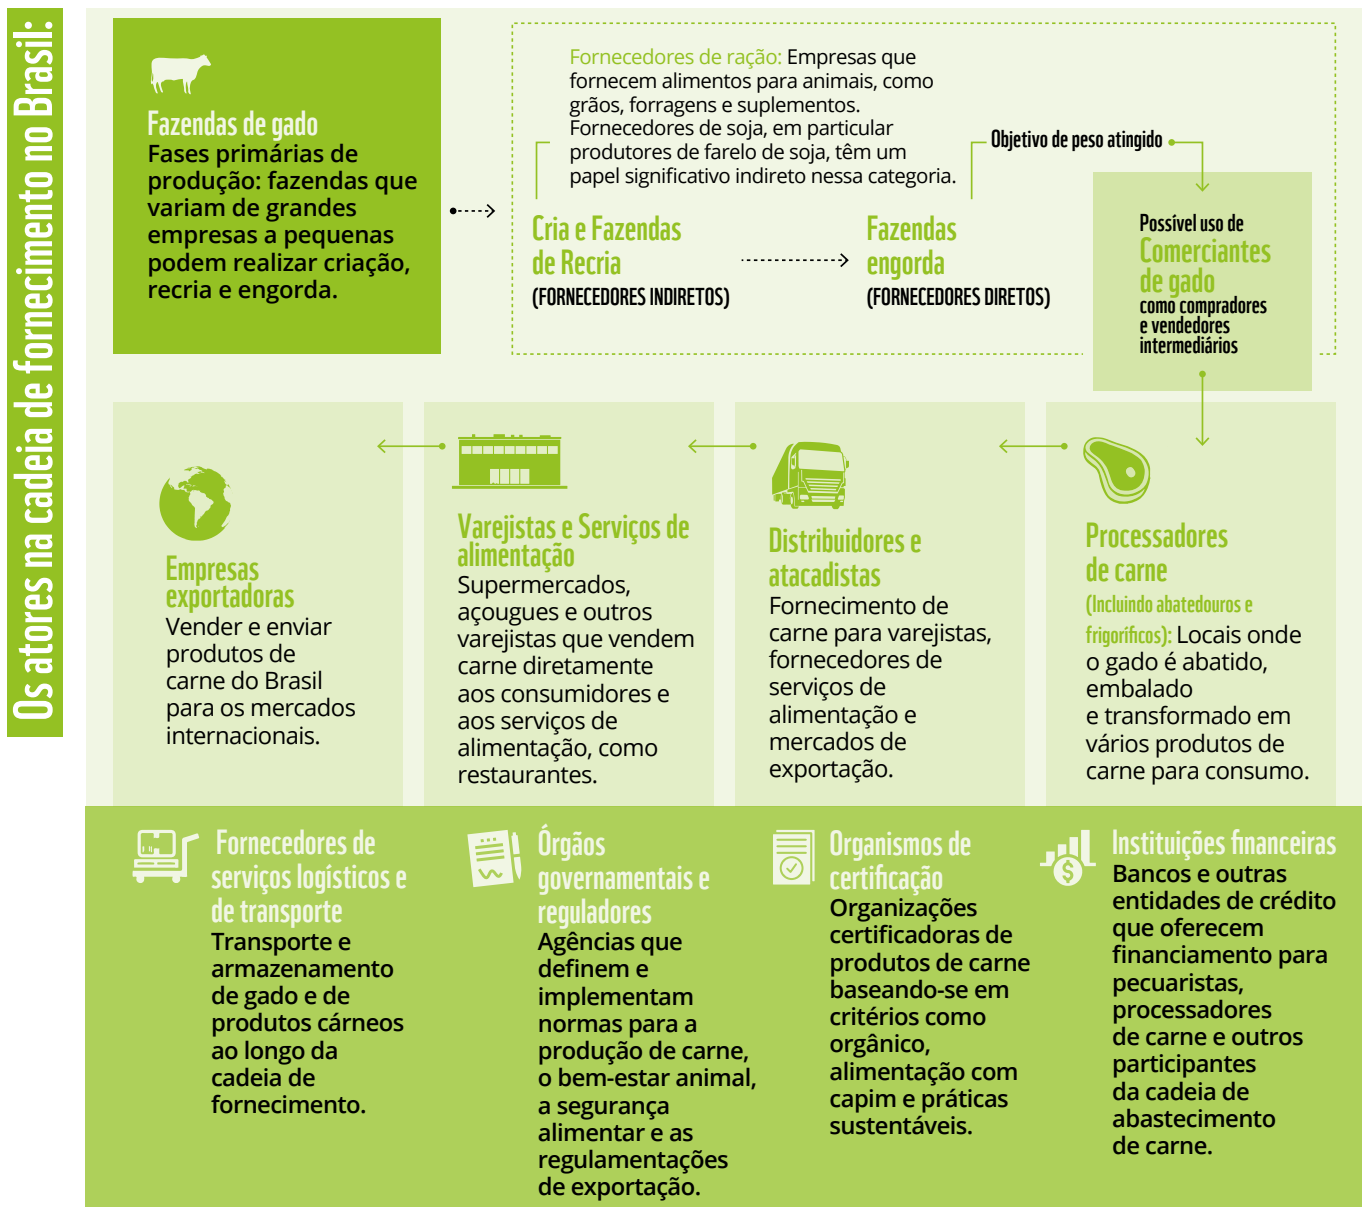 Os atores na cadeia de fornecimento no Brasil:
Fazendas de gado
Fases primárias de
produção: fazendas que
variam de grandes
empresas a pequenas
podem realizar criação,
recria e engorda.
Fornecedores de ração: Empresas que
fornecem alimentos para animais, como
grãos, forragens e suplementos.
Fornecedores de soja, em particular
produtores de farelo de soja, têm um
papel significativo indireto nessa categoria.
Cria e Fazendas
de Recria
(FORNECEDORES INDIRETOS)
Fazendas
engorda
(FORNECEDORES DIRETOS)
Objetivo de peso atingido
Possível uso de
Comerciantes
de gado
como compradores
e vendedores
intermediários
Empresas
exportadoras
Vender e enviar
produtos de
carne do Brasil
para os mercados
internacionais.
Varejistas e Serviços de
alimentação
Supermercados,
açougues e outros
varejistas que vendem
carne diretamente
aos consumidores e
aos serviços de
alimentação, como
restaurantes.
Distribuidores e
atacadistas
Fornecimento de
carne para varejistas,
fornecedores de
serviços de
alimentação e
mercados de
exportação.
Processadores
de carne
(Incluindo abatedouros e
frigoríficos): Locais onde
o gado é abatido,
embalado
e transformado em
vários produtos de
carne para consumo.
Fornecedores de
serviços logísticos e
de transporte
Transporte e
armazenamento
de gado e de
produtos cárneos
ao longo da
cadeia de
fornecimento.
Órgãos
governamentais e
reguladores
Agências que
definem e
implementam
normas para a
produção de carne,
o bem-estar animal,
a segurança
alimentar e as
regulamentações
de exportação.
Organismos de
certificação
Organizações
certificadoras de
produtos de carne
baseando-se em
critérios como
orgânico,
alimentação com
capim e práticas
sustentáveis.
Instituições financeiras
Bancos e outras
entidades de crédito
que oferecem
financiamento para
pecuaristas,
processadores
de carne e outros
participantes
da cadeia de
abastecimento
de carne.